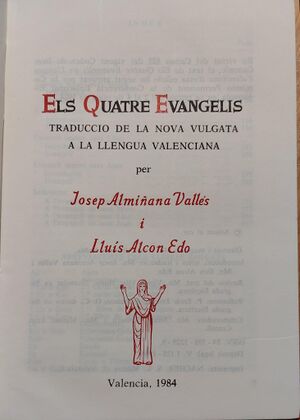 ELS QUATRE EVANGELIS
TRADUCCIO DE LA NOVA VULGATA
A LA LLENGUA VALENCIANA
per
Josep Almiñana Vallés
i
Lluís Alcon Edo
Valencia, 1984